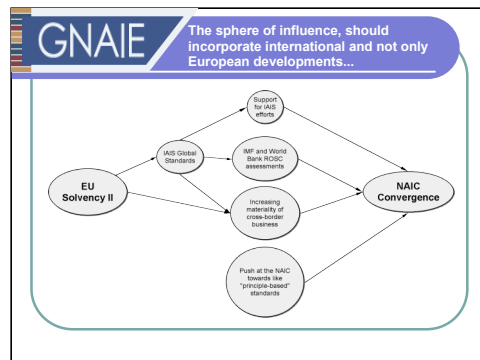 GNAIE
The sphere of influence, should
incorporate international and not only
European developments...
Support
for IAIS
efforts
IAIS Global
Standards
IMF and World
Bank ROSC
assessments
EU
Solvency II
NAIC
Convergence
Increasing
materiality of
cross-border
business
Push at the NAIC
towards like
"principle-based"
standards